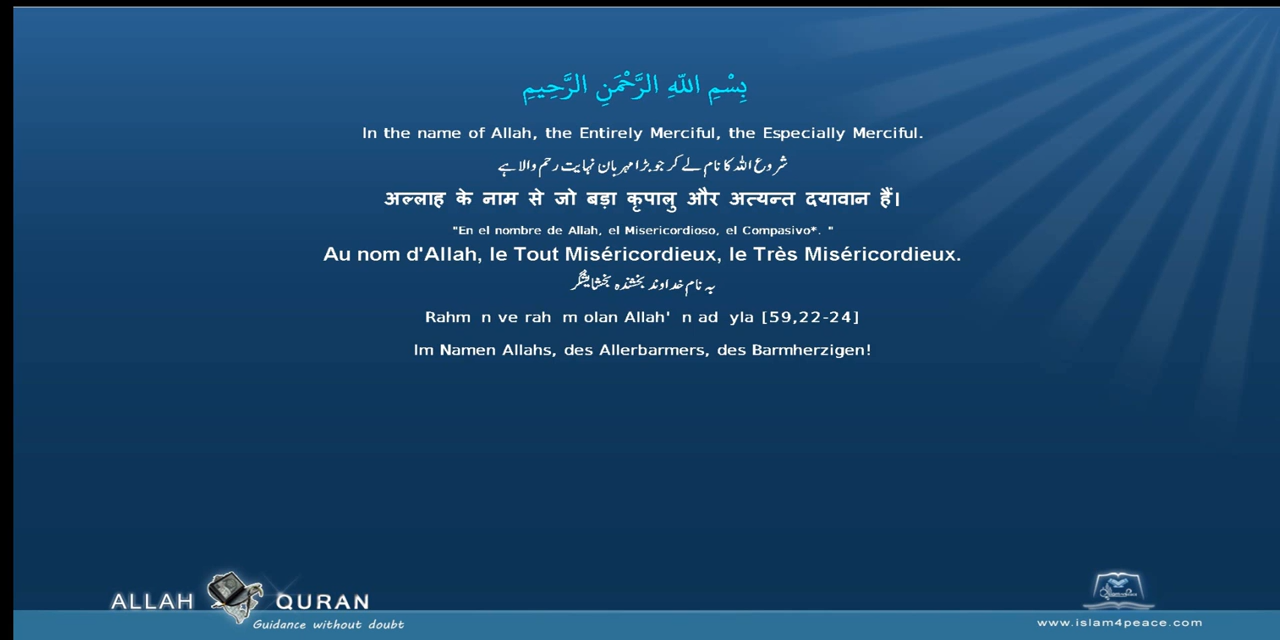 بِسْمِ اللَّهِ الرَّحْمَنِ الرَّحِيمِ
In the name of Allah, the Entirely Merciful, the Especially Merciful.
شروع اللہ کا نام لے کر جو بڑا مہربان نہایت رحم والا ہے
अल्लाह के नाम से जो बड़ा कृपालु और अत्यन्त दयावान हैं।
"En el nombre de Allah, el Misericordioso, el Compasivo*. "
Au nom d'Allah, le Tout Miséricordieux, le Très Miséricordieux.
به نام خداوند بخشنده بخشایشگر
Rahm n ve rah m olan Allah' n ad yla [59,22-24]
Im Namen Allahs, des Allerbarmers, des Barmherzigen!
ALLAH QURAN
Guidance without doubt
www.islam4peace.com